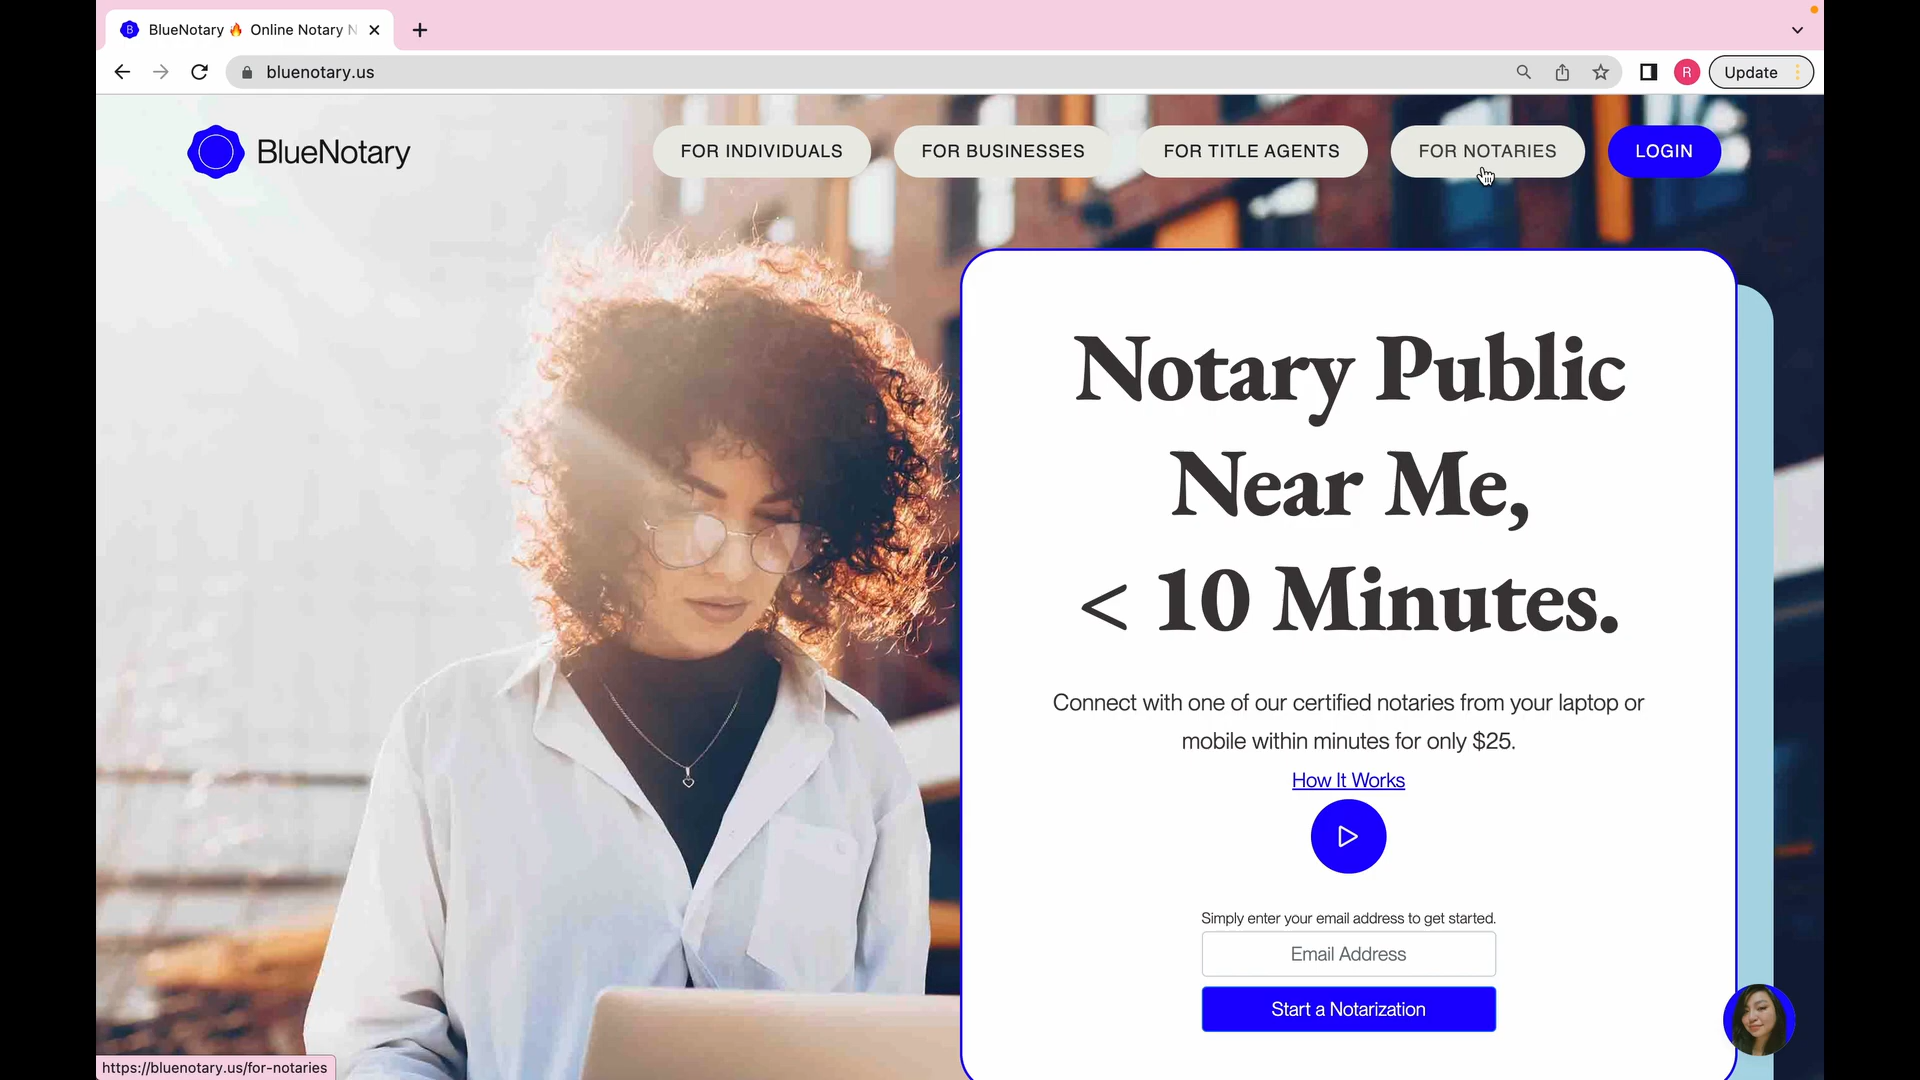 BlueNotary 🔥 Online Notary N
bluenotary.us
R
Update
BlueNotary
FOR INDIVIDUALS
FOR BUSINESSES
FOR TITLE AGENTS
FOR NOTARIES
LOGIN
Notary Public
Near Me,
< 10 Minutes.
Connect with one of our certified notaries from your laptop or
mobile within minutes for only $25.
How It Works
Simply enter your email address to get started.
Email Address
Start a Notarization
https://bluenotary.us/for-notaries